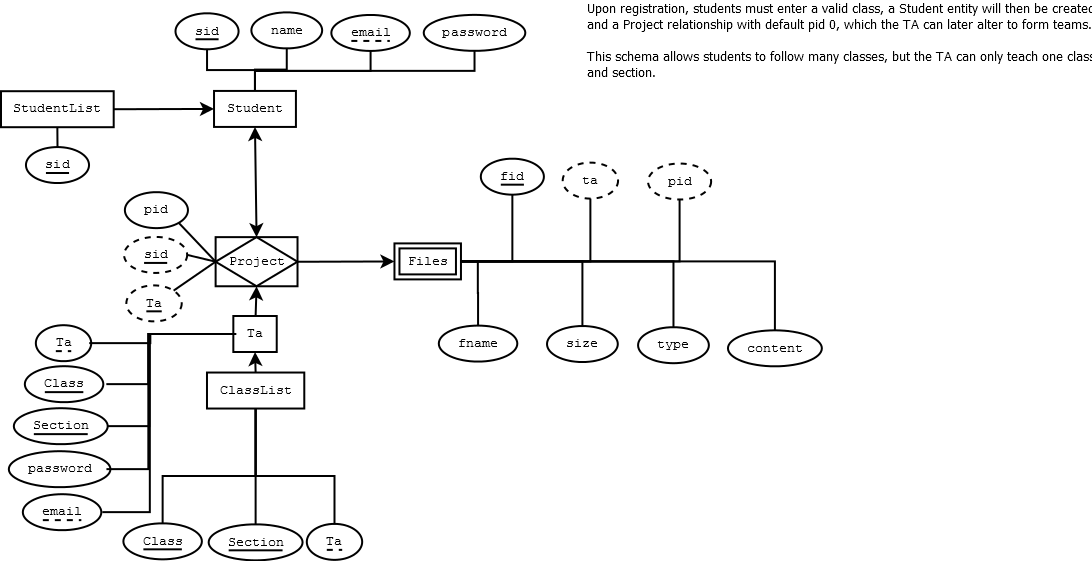 Upon registration, students must enter a valid class, a Student entity will then be created
and a Project relationship with default pid 0, which the TA can later alter to form teams.
This schema allows students to follow many classes, but the TA can only teach one class
and section.
sid
name
email
password
StudentList
Student
sid
fid
ta
pid
pid
sid
Ta
Project
Files
Ta
Ta
fname
size
type
content
Class
ClassList
Section
password
email
Class
Section
Ta